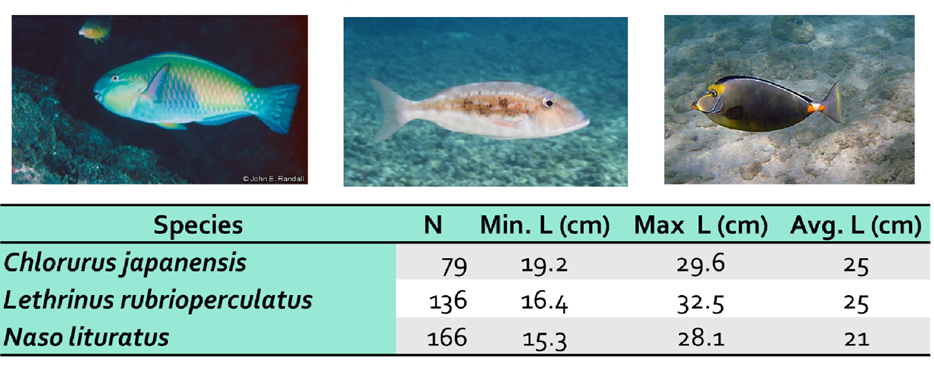 © John E. Randall
Species N Min. L (cm) Max L (cm) Avg. L (cm)
Chlorurus japanensis 79 19.2 29.6 25
Lethrinus rubrioperculatus 136 16.4 32.5 25
Naso lituratus 166 15.3 28.1 21